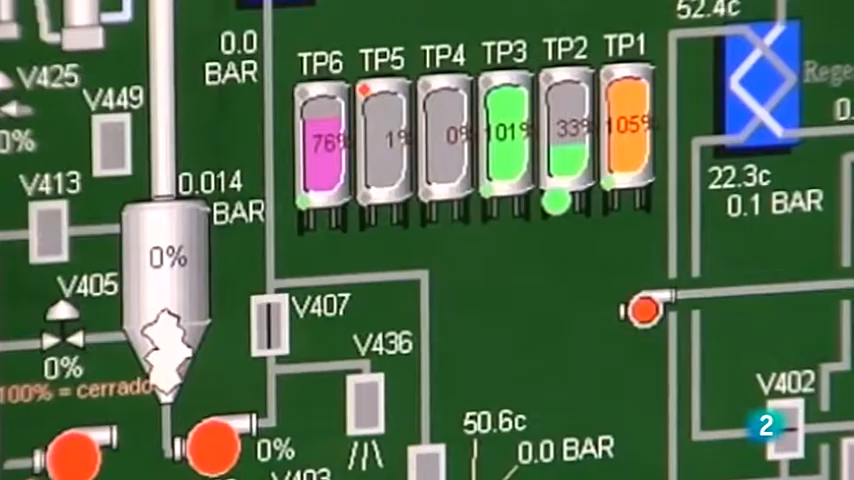 52.4c
0.0
BAR
TP6 TP5 TP4 TP3 TP2 TP1
V425
V449
Rege
76%
1%
0%
101%
33%
105%
0%
0.
V413
0.014
BAR
22.3c
0.1 BAR
0%
V405
V407
0%
100% = cerrado
V436
V402
50.6c
0.0 BAR
0%
2